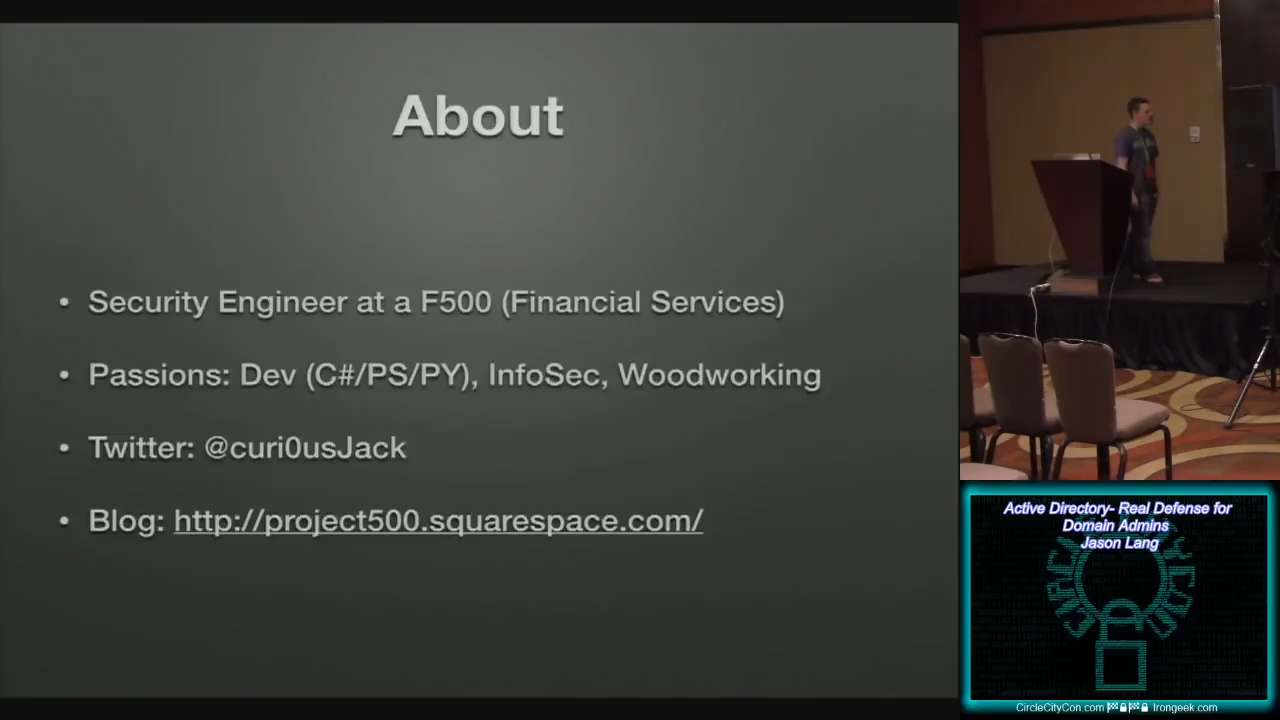 About
• Security Engineer at a F500 (Financial Services)
• Passions: Dev (C#/PS/PY), InfoSec, Woodworking
• Twitter: @curi0usJack
• Blog: http://project500.squarespace.com/
Active Directory- Real Defense for
Domain Admins
Jason Lang
CircleCityCon.com 🏁🔒🏁🔒 Irongeek.com